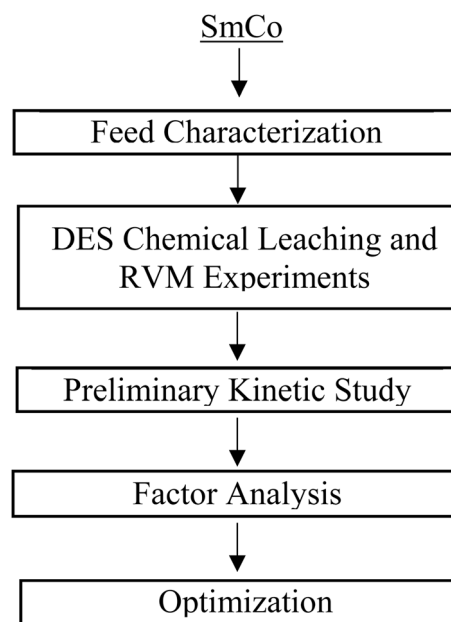 SmCo
Feed Characterization
DES Chemical Leaching and
RVM Experiments
Preliminary Kinetic Study
Factor Analysis
Optimization